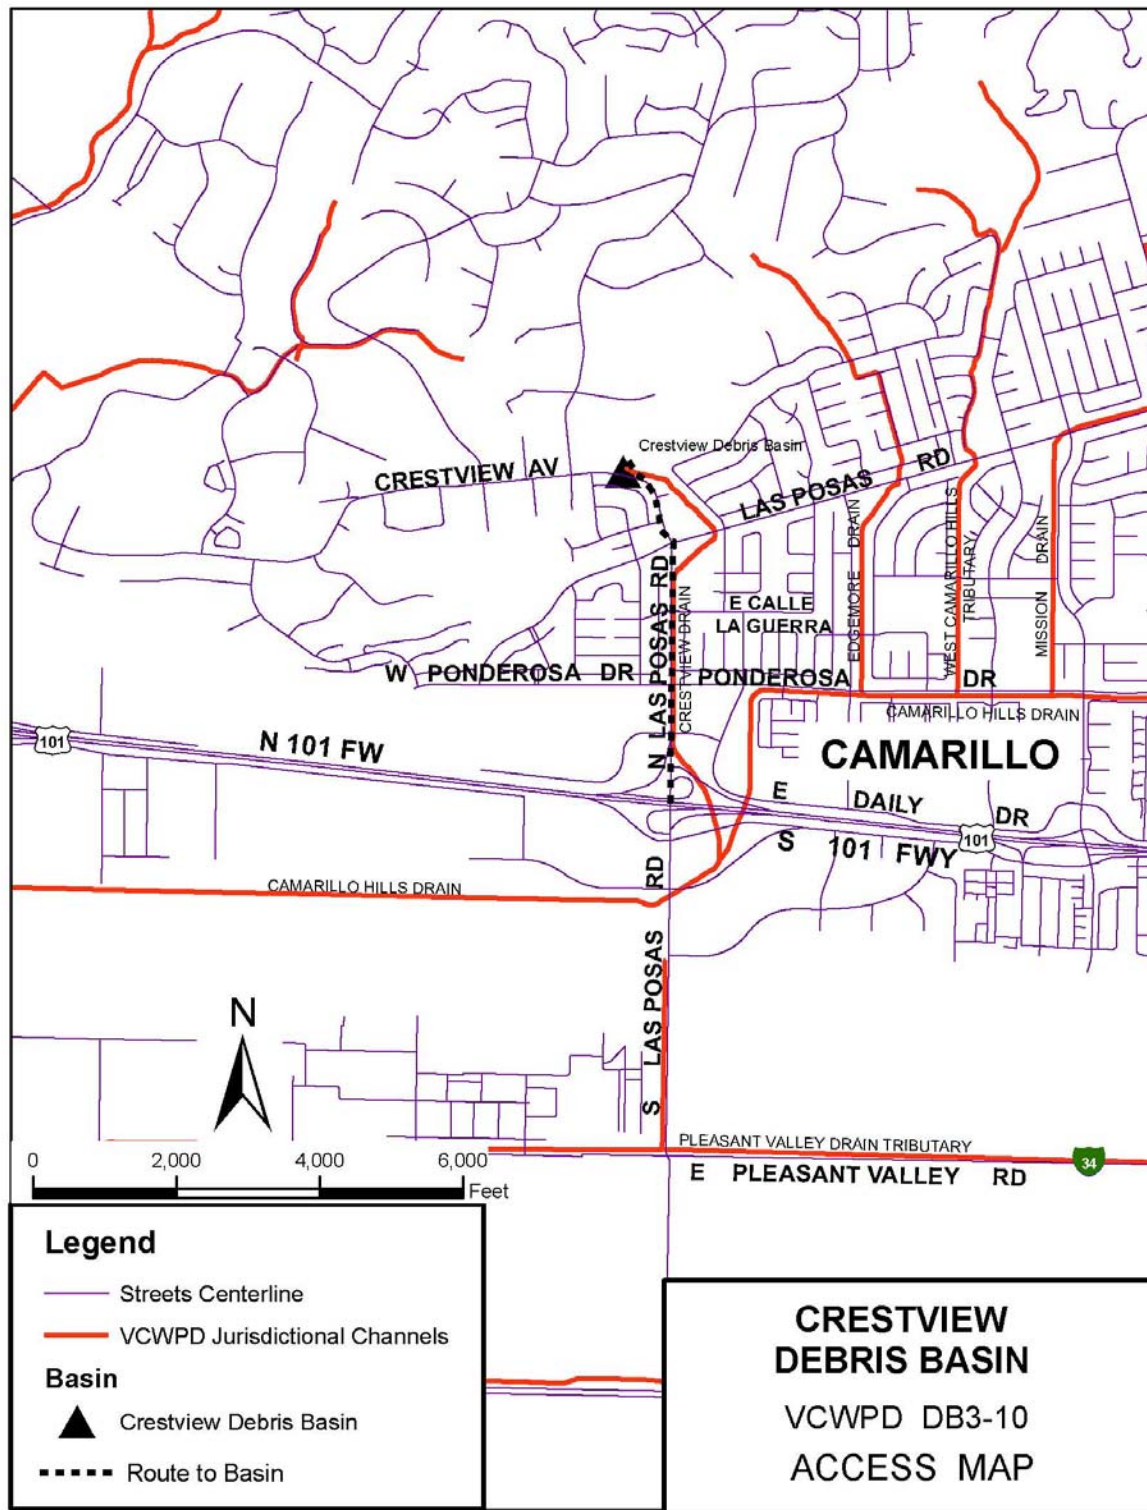 Crestview Debris Basin
CRESTVIEW AV
LAS POSAS RD
EDGEMORE DRAIN
WEST CAMARILLO HILLS
TRIBUTARY
MISSION DRAIN
N LAS POSAS RD
CRESTVIEW DRAIN
E CALLE
LA GUERRA
W PONDEROSA DR
PONDEROSA DR
CAMARILLO HILLS DRAIN
101
N 101 FW
CAMARILLO
E DAILY DR
101
S 101 FWY
CAMARILLO HILLS DRAIN
S LAS POSAS RD
N
PLEASANT VALLEY DRAIN TRIBUTARY
34
E PLEASANT VALLEY RD
0 2,000 4,000 6,000
Feet
Legend
Streets Centerline
VCWPD Jurisdictional Channels
Basin
Crestview Debris Basin
Route to Basin
CRESTVIEW
DEBRIS BASIN
VCWPD DB3-10
ACCESS MAP